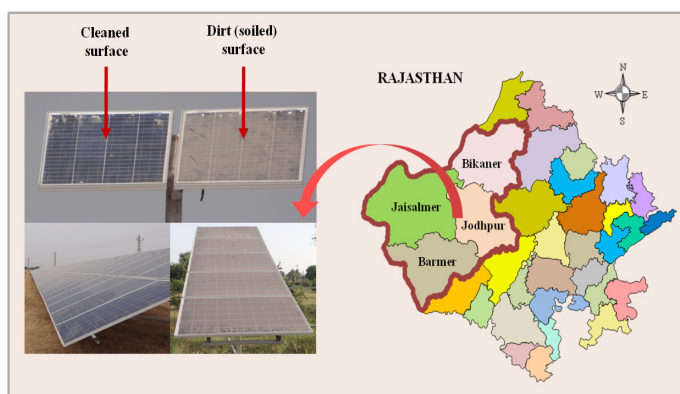 Cleaned
surface
Dirt (soiled)
surface
RAJASTHAN
N
W
E
S
Bikaner
Jaisalmer
Jodhpur
Barmer